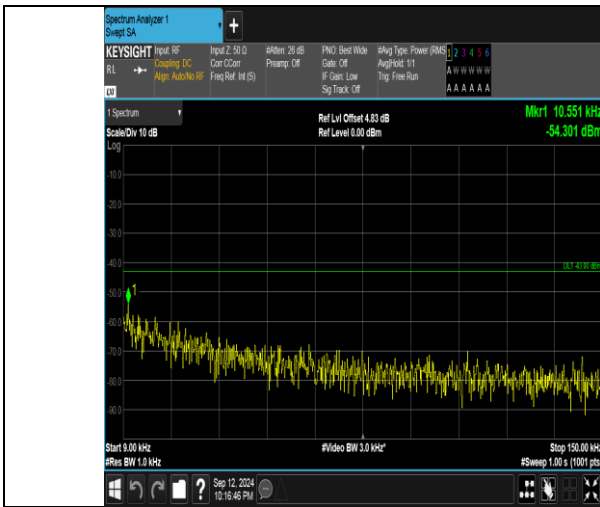 Spectrum Analyzer 1
Swept SA
KEYSIGHT Input: RF Input Z: 50 Ω #Atten: 26 dB PNO: Best Wide #Avg Type: Power (RMS 1 2 3 4 5 6
RL Coupling: DC Corr CCorr Preamp: Off Gate: Off Avg|Hold: 1/1 A W W W W W
Align: Auto/No RF Freq Ref: Int (S) IF Gain: Low Trig: Free Run
Sig Track: Off A A A A A A
LXI
1 Spectrum Ref Lvl Offset 4.83 dB Mkr1 10.551 kHz
Scale/Div 10 dB Ref Level 0.00 dBm -54.301 dBm
Log
-10.0
-20.0
-30.0
-40.0
DL1 -43.00 dBm
-50.0
1
-60.0
-70.0
-80.0
-90.0
Start 9.00 kHz #Video BW 3.0 kHz* Stop 150.00 kHz
#Res BW 1.0 kHz #Sweep 1.00 s (1001 pts
? Sep 12, 2024
10:16:46 PM